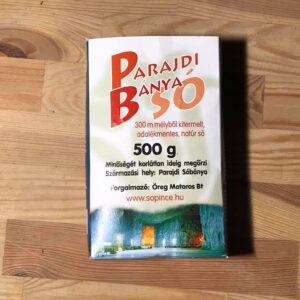 PARAJDI
BANYA SÓ
300 m mélyből kitermelt,
adalékmentes, natúr só
500 g
Minőségét korlátlan ideig megőrzi
Származási hely: Parajdi Sóbánya
Forgalmazó: Öreg Motoros Bt
www.sopince.hu